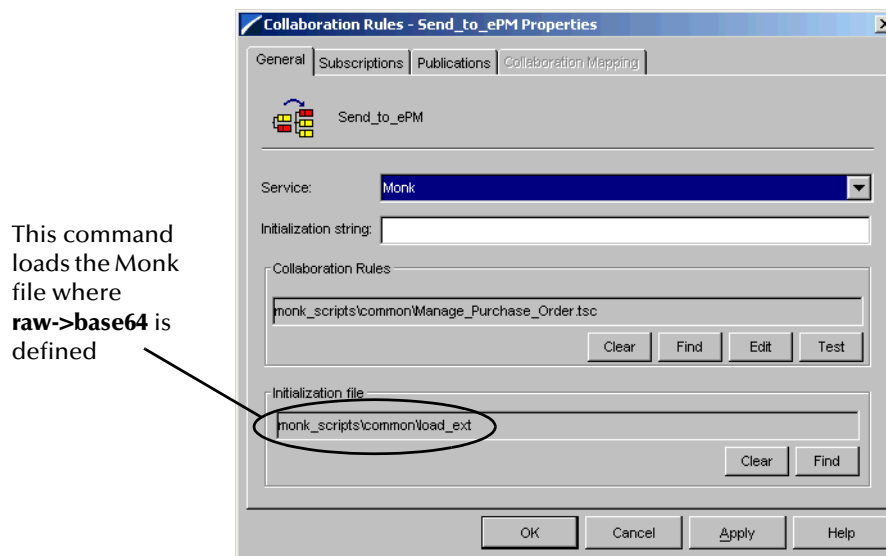 Collaboration Rules - Send_to_ePM Properties
General Subscriptions Publications Collaboration Mapping
Send_to_ePM
Service: Monk
Initialization string:
Collaboration Rules
monk_scripts\common\Manage_Purchase_Order.tsc
Clear Find Edit Test
Initialization file
monk_scripts\common\load_ext
Clear Find
OK Cancel Apply Help
This command
loads the Monk
file where
raw->base64 is
defined